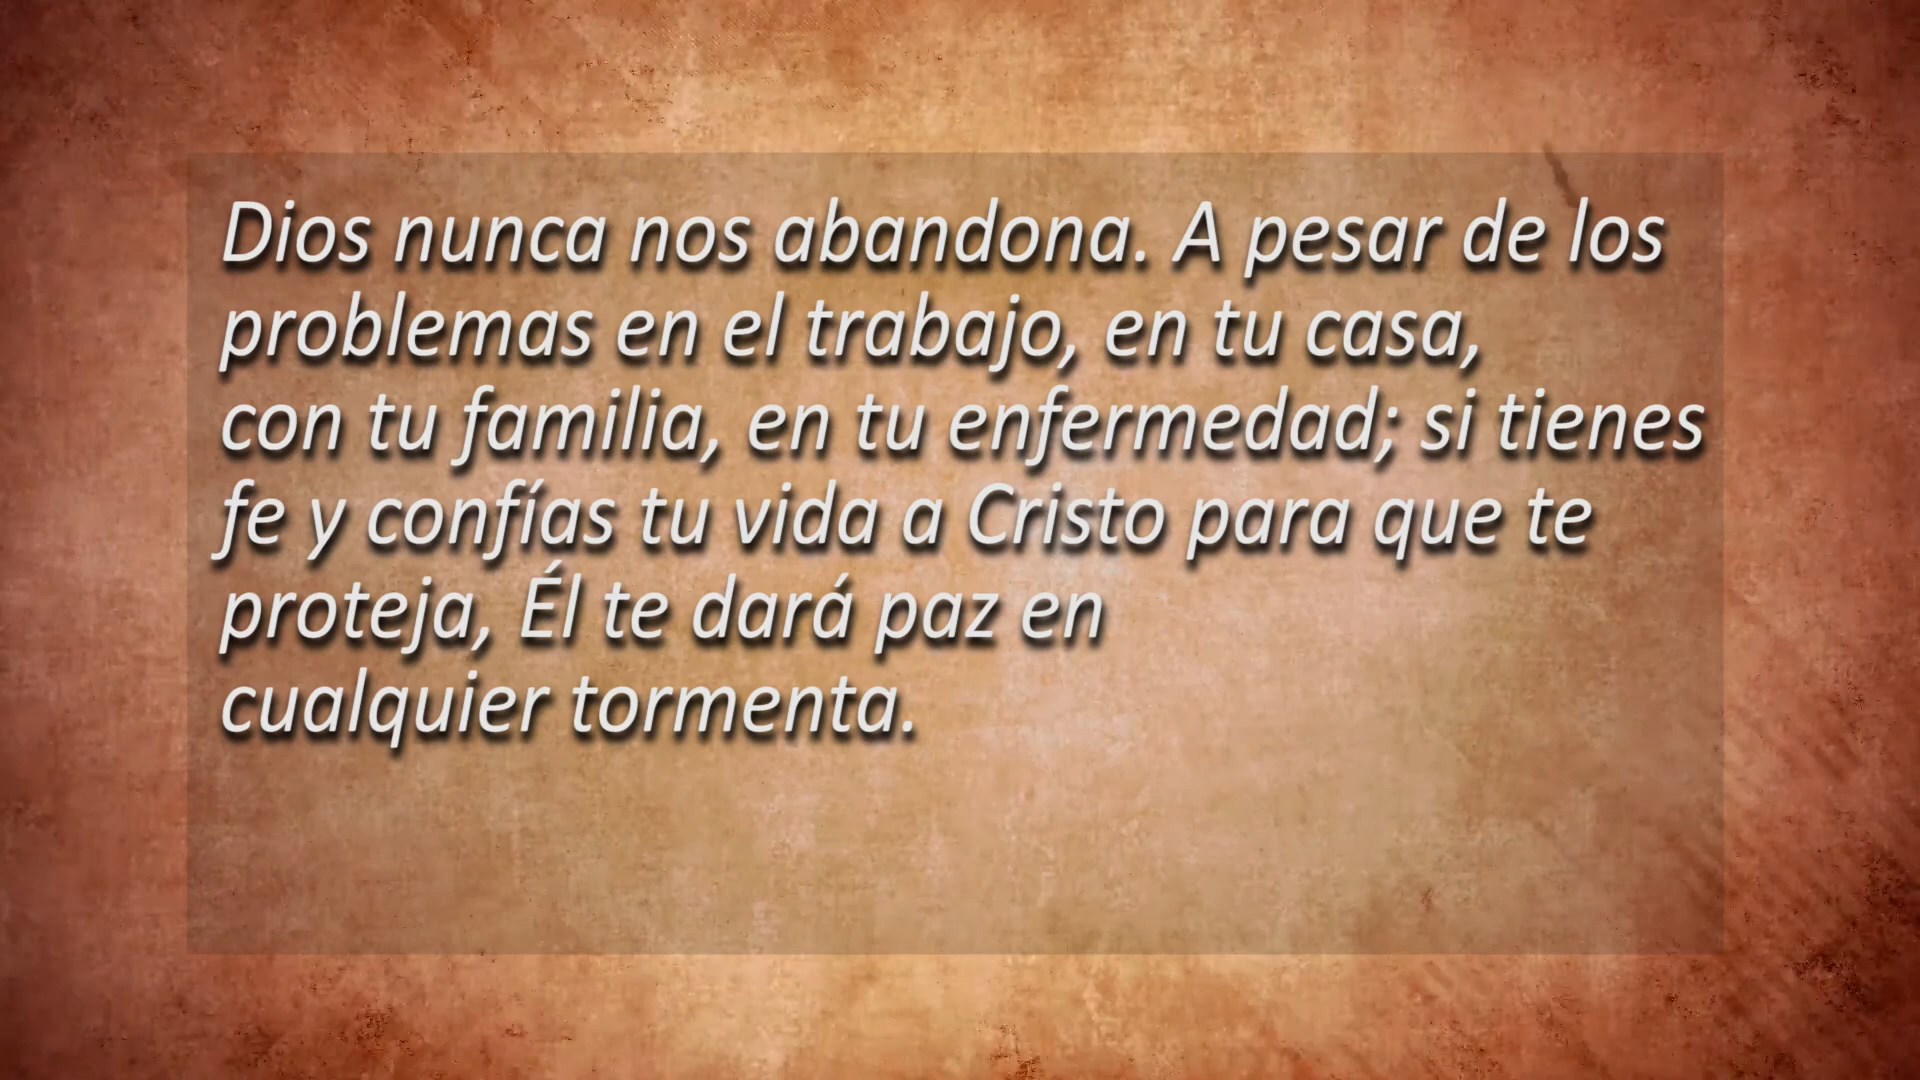 Dios nunca nos abandona. A pesar de los
problemas en el trabajo, en tu casa,
con tu familia, en tu enfermedad; si tienes
fe y confías tu vida a Cristo para que te
proteja, Él te dará paz en
cualquier tormenta.